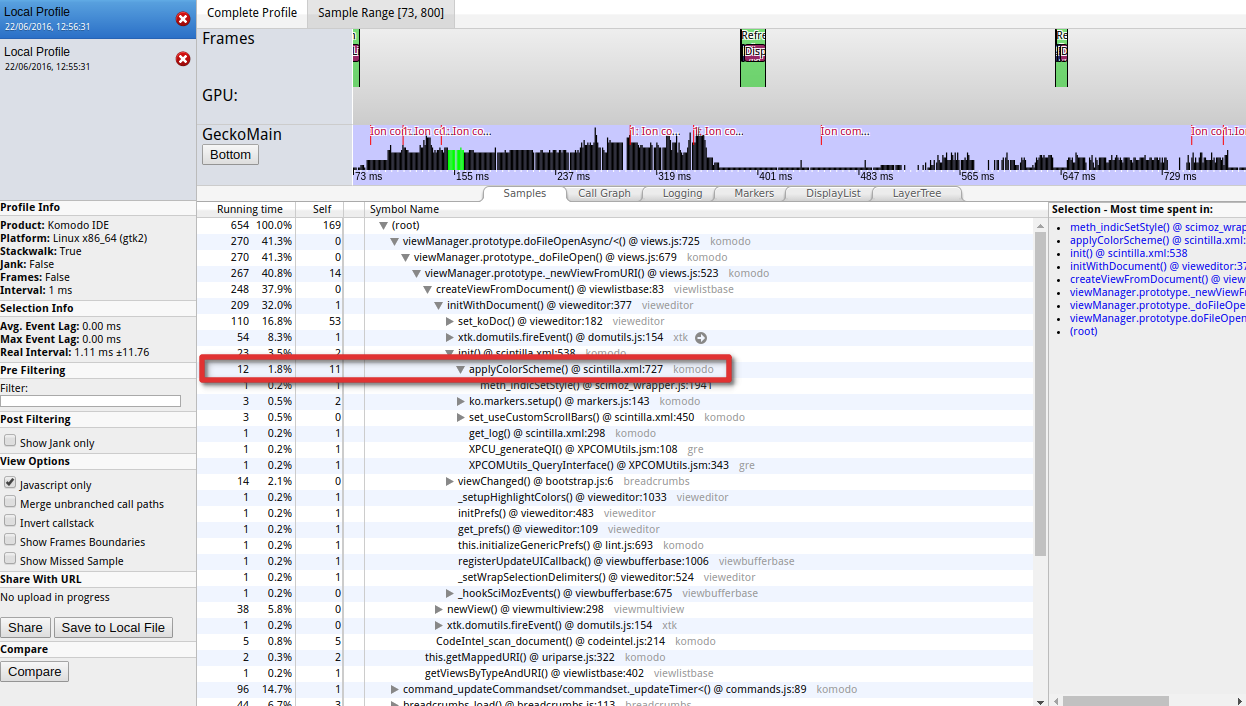 Local Profile
22/06/2016, 12:56:31
Local Profile
22/06/2016, 12:55:31
Complete Profile
Sample Range [73, 800]
Frames
GPU:
GeckoMain
Bottom
Refre
Disp
Re
Ion com...
73 ms
155 ms
237 ms
319 ms
401 ms
483 ms
565 ms
647 ms
729 ms
Samples
Call Graph
Logging
Markers
DisplayList
LayerTree
Profile Info
Product: Komodo IDE
Platform: Linux x86_64 (gtk2)
Stackwalk: True
Jank: False
Frames: False
Interval: 1 ms
Selection Info
Avg. Event Lag: 0.00 ms
Max Event Lag: 0.00 ms
Real Interval: 1.11 ms ±11.76
Pre Filtering
Filter:
Post Filtering
Show Jank only
View Options
Javascript only
Merge unbranched call paths
Invert callstack
Show Frames Boundaries
Show Missed Sample
Share With URL
No upload in progress
Share
Save to Local File
Compare
Compare
Running time Self Symbol Name
654 100.0% 169 (root)
270 41.3% 0 viewManager.prototype.doFileOpenAsync/<() @ views.js:725 komodo
270 41.3% 0 viewManager.prototype._doFileOpen() @ views.js:679 komodo
267 40.8% 14 viewManager.prototype._newViewFromURI() @ views.js:523 komodo
248 37.9% 0 createViewFromDocument() @ viewlistbase:83 viewlistbase
209 32.0% 1 initWithDocument() @ vieweditor:377 vieweditor
110 16.8% 53 set_koDoc() @ vieweditor:182 vieweditor
54 8.3% 1 xtk.domutils.fireEvent() @ domutils.js:154 xtk
23 3.5% 2 init() @ scintilla.xml:538 komodo
12 1.8% 11 applyColorScheme() @ scintilla.xml:727 komodo
1 0.2% 1 meth_indicSetStyle() @ scimoz_wrapper.js:1941
3 0.5% 2 ko.markers.setup() @ markers.js:143 komodo
3 0.5% 0 set_useCustomScrollBars() @ scintilla.xml:450 komodo
1 0.2% 1 get_log() @ scintilla.xml:298 komodo
1 0.2% 1 XPCU_generateQI() @ XPCOMUtils.jsm:108 gre
1 0.2% 1 XPCOMUtils_QueryInterface() @ XPCOMUtils.jsm:343 gre
14 2.1% 0 viewChanged() @ bootstrap.js:6 breadcrumbs
1 0.2% 1 _setupHighlightColors() @ vieweditor:1033 vieweditor
1 0.2% 1 initPrefs() @ vieweditor:483 vieweditor
1 0.2% 1 get_prefs() @ vieweditor:109 vieweditor
1 0.2% 1 this.initializeGenericPrefs() @ lint.js:693 komodo
1 0.2% 1 registerUpdateUICallback() @ viewbufferbase:1006 viewbufferbase
1 0.2% 1 _setWrapSelectionDelimiters() @ vieweditor:524 vieweditor
1 0.2% 0 _hookSciMozEvents() @ viewbufferbase:675 viewbufferbase
38 5.8% 0 newView() @ viewmultiview:298 viewmultiview
1 0.2% 0 xtk.domutils.fireEvent() @ domutils.js:154 xtk
5 0.8% 5 CodeIntel_scan_document() @ codeintel.js:214 komodo
2 0.3% 2 this.getMappedURI() @ uriparse.js:322 komodo
1 0.2% 1 getViewsByTypeAndURI() @ viewlistbase:402 viewlistbase
96 14.7% 1 command_updateCommandset/commandset._updateTimer<() @ commands.js:89 komodo
44 6.7% 3 breadcrumbs_load() @ breadcrumbs.js:113 breadcrumbs
Selection - Most time spent in:
meth_indicSetStyle() @ scimoz_wrapp
applyColorScheme() @ scintilla.xml:
init() @ scintilla.xml:538
initWithDocument() @ vieweditor:37
createViewFromDocument() @ view
viewManager.prototype._newViewF
viewManager.prototype._doFileOpe
viewManager.prototype.doFileOpen
(root)